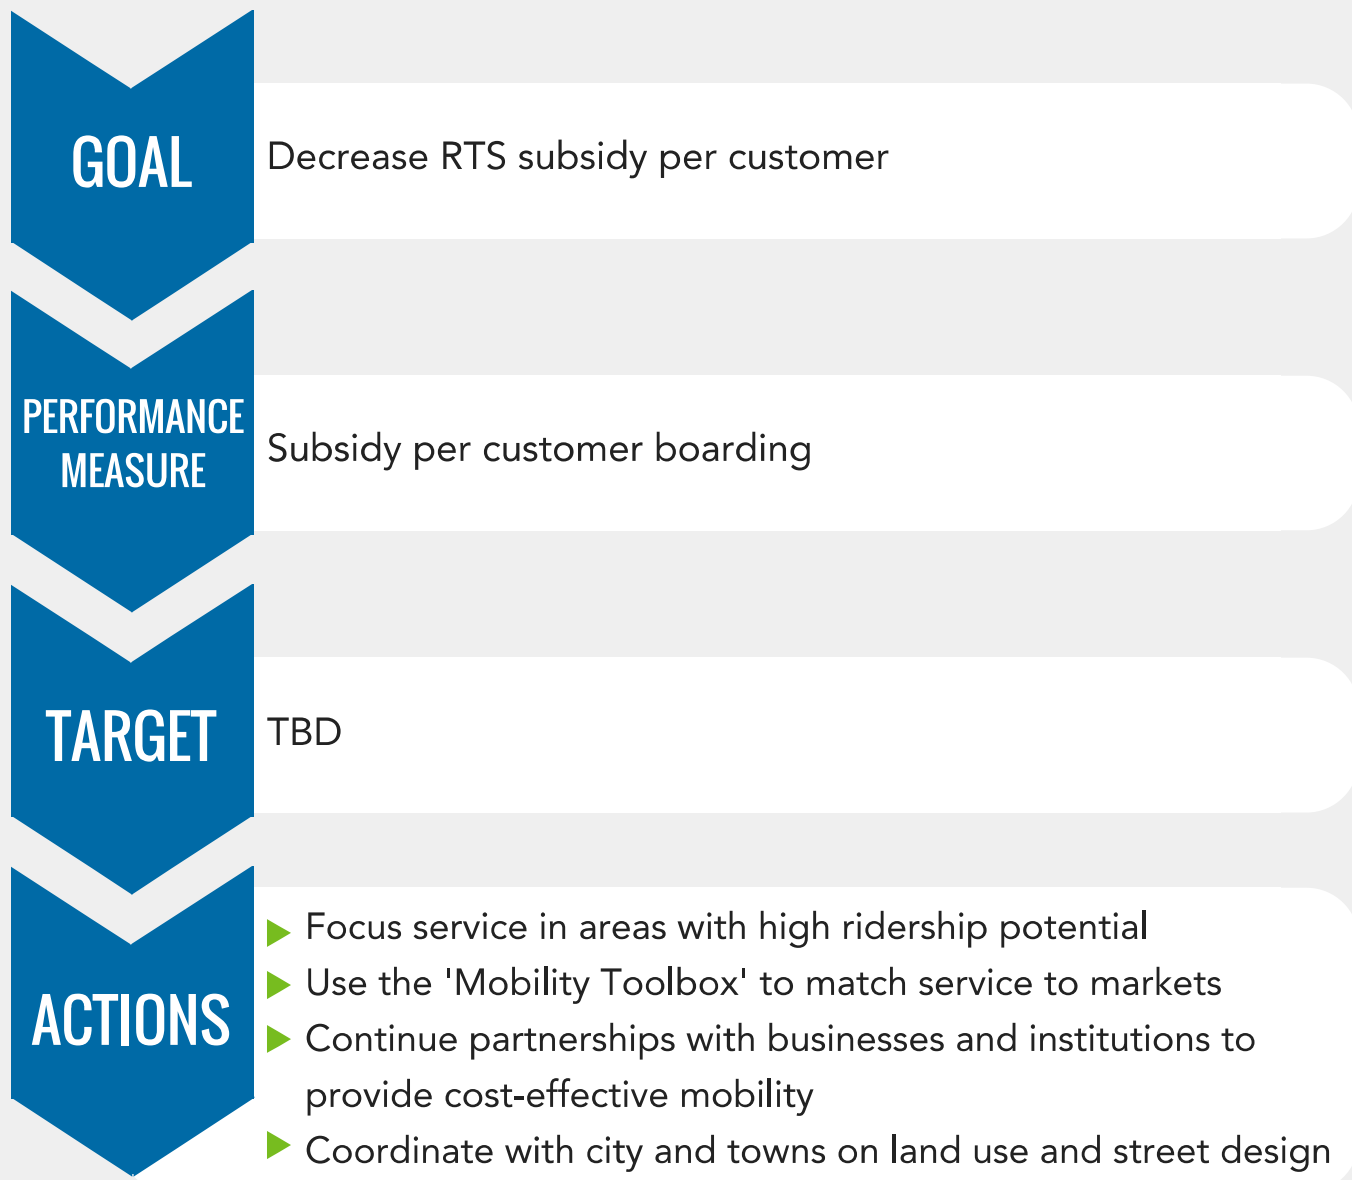 GOAL
Decrease RTS subsidy per customer
PERFORMANCE
MEASURE
Subsidy per customer boarding
TARGET
TBD
ACTIONS
Focus service in areas with high ridership potential
Use the 'Mobility Toolbox' to match service to markets
Continue partnerships with businesses and institutions to
provide cost-effective mobility
Coordinate with city and towns on land use and street design